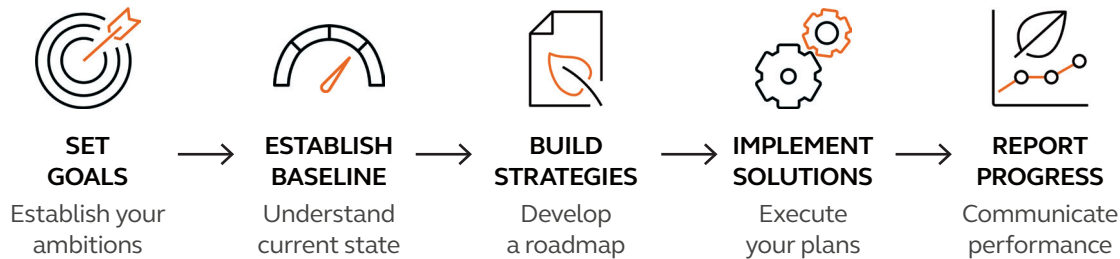 SET
GOALS
Establish your
ambitions
ESTABLISH
BASELINE
Understand
current state
BUILD
STRATEGIES
Develop
a roadmap
IMPLEMENT
SOLUTIONS
Execute
your plans
REPORT
PROGRESS
Communicate
performance